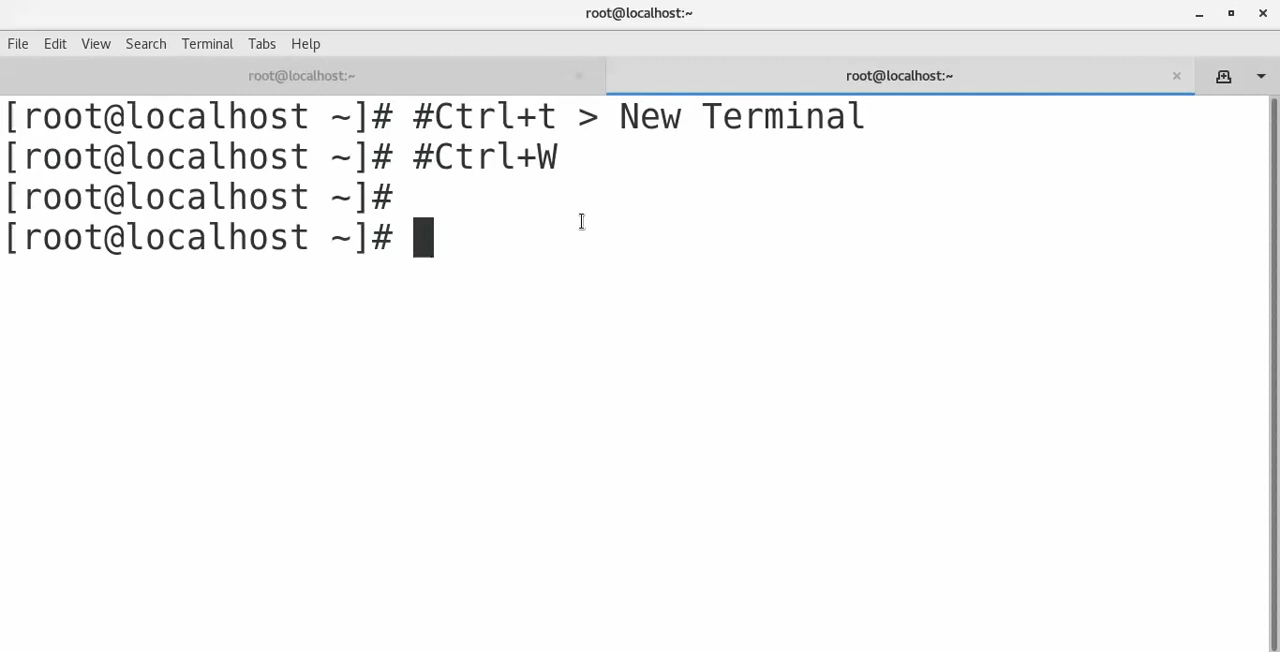 root@localhost:~
File Edit View Search Terminal Tabs Help
root@localhost:~ root@localhost:~
[root@localhost ~]# #Ctrl+t > New Terminal
[root@localhost ~]# #Ctrl+W
[root@localhost ~]#
[root@localhost ~]#